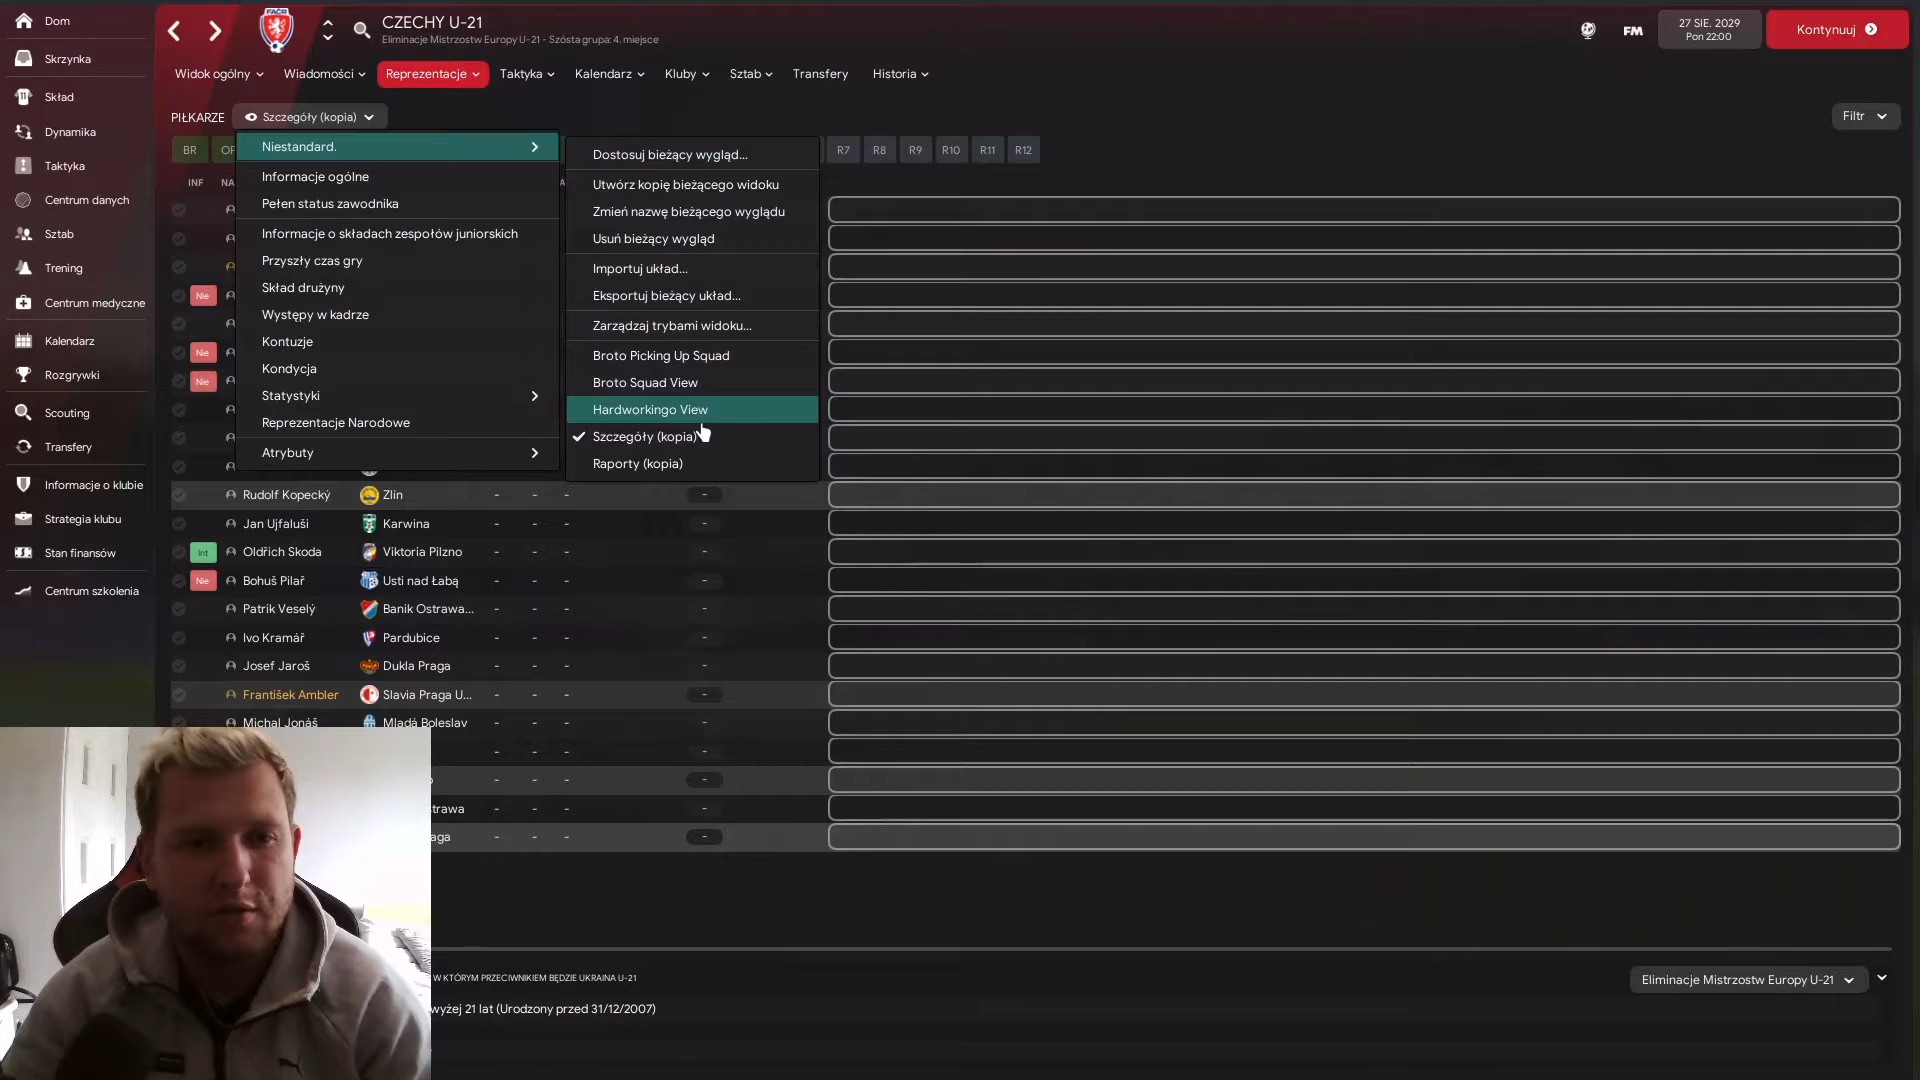 Dom
Skrzynka
Skład
Dynamika
Taktyka
Centrum danych
Sztab
Trening
Centrum medyczne
Kalendarz
Rozgrywki
Scouting
Transfery
Informacje o klubie
Strategia klubu
Stan finansów
Centrum szkolenia
FAČR
CZECHY U-21
Eliminacje Mistrzostw Europy U-21 - Szósta grupa: 4. miejsce
FM
27 SIE. 2029
Pon 22:00
Kontynuuj
Widok ogólny
Wiadomości
Reprezentacje
Taktyka
Kalendarz
Kluby
Sztab
Transfery
Historia
PIŁKARZE
Szczegóły (kopia)
Filtr
BR
R7
R8
R9
R10
R11
R12
INF
Niestandard.
Informacje ogólne
Pełen status zawodnika
Informacje o składach zespołów juniorskich
Przyszły czas gry
Skład drużyny
Występy w kadrze
Kontuzje
Kondycja
Statystyki
Reprezentacje Narodowe
Atrybuty
Dostosuj bieżący wygląd...
Utwórz kopię bieżącego widoku
Zmień nazwę bieżącego wyglądu
Usuń bieżący wygląd
Importuj układ...
Eksportuj bieżący układ...
Zarządzaj trybami widoku...
Broto Picking Up Squad
Broto Squad View
Hardworkingo View
Szczegóły (kopia)
Raporty (kopia)
Nie
Nie
Nie
Rudolf Kopecký Zlín - - - -
Jan Ujfaluši Karwina - - - -
Int Oldřich Skoda Viktoria Pilzno - - - -
Nie Bohuš Pilař Usti nad Łabą - - - -
Patrik Veselý Banik Ostrawa... - - - -
Ivo Kramář Pardubice - - - -
Josef Jaroš Dukla Praga - - - -
František Ambler Slavia Praga U... - - - -
Michal Jonáš Mladá Boleslav - - - -
- - - -
- - - -
strawa - - - -
aga - - - -
W KTÓRYM PRZECIWNIKIEM BĘDZIE UKRAINA U-21
Eliminacje Mistrzostw Europy U-21
wyżej 21 lat (Urodzony przed 31/12/2007)